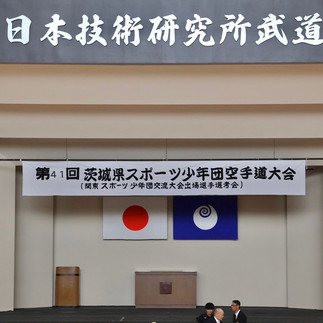 日本技術研究所武道
第41回 茨城県スポーツ少年団空手道大会
(関東 スポーツ 少年団交流大会出場選手選考会)